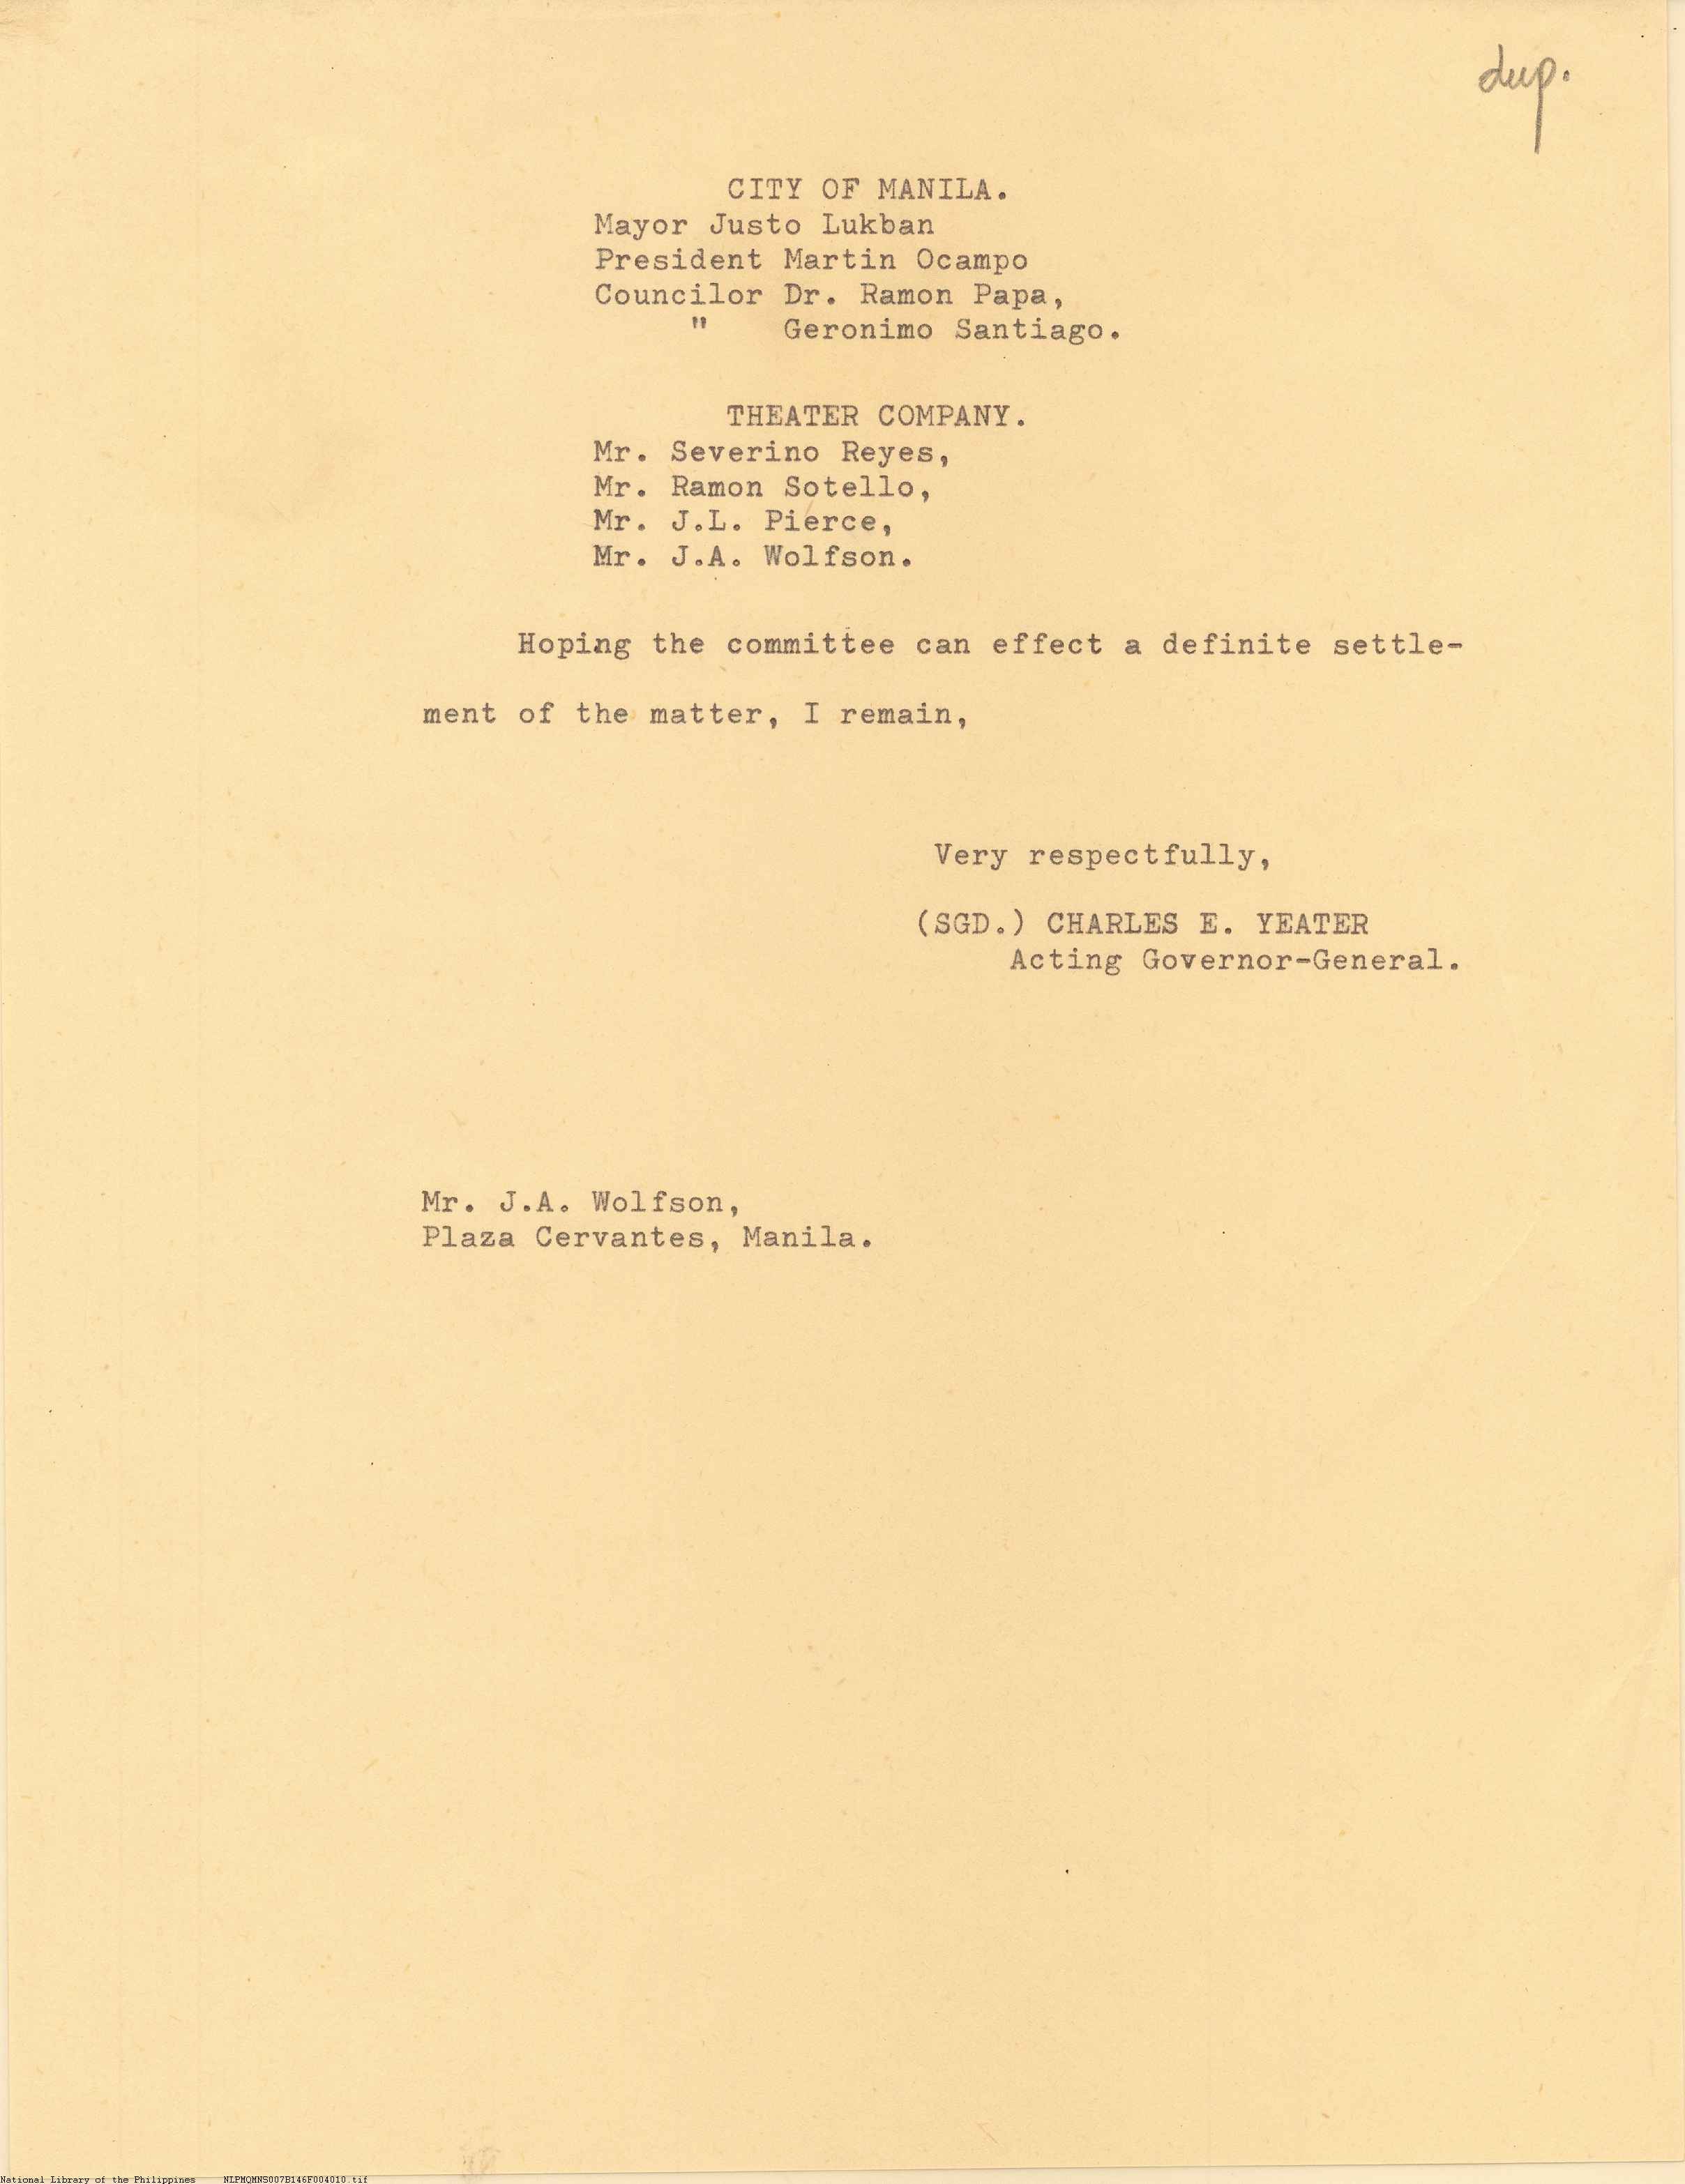 dup.
CITY OF MANILA.
Mayor Justo Lukban
President Martin Ocampo
Councilor Dr. Ramon Papa,
" Geronimo Santiago.
THEATER COMPANY.
Mr. Severino Reyes,
Mr. Ramon Sotello,
Mr. J.L. Pierce,
Mr. J.A. Wolfson.
Hoping the committee can effect a definite settle-
ment of the matter, I remain,
Very respectfully,
(SGD.) CHARLES E. YEATER
Acting Governor-General.
Mr. J.A. Wolfson,
Plaza Cervantes, Manila.
National Library of the Philippines NLPMQMNS007B146F004010.tif